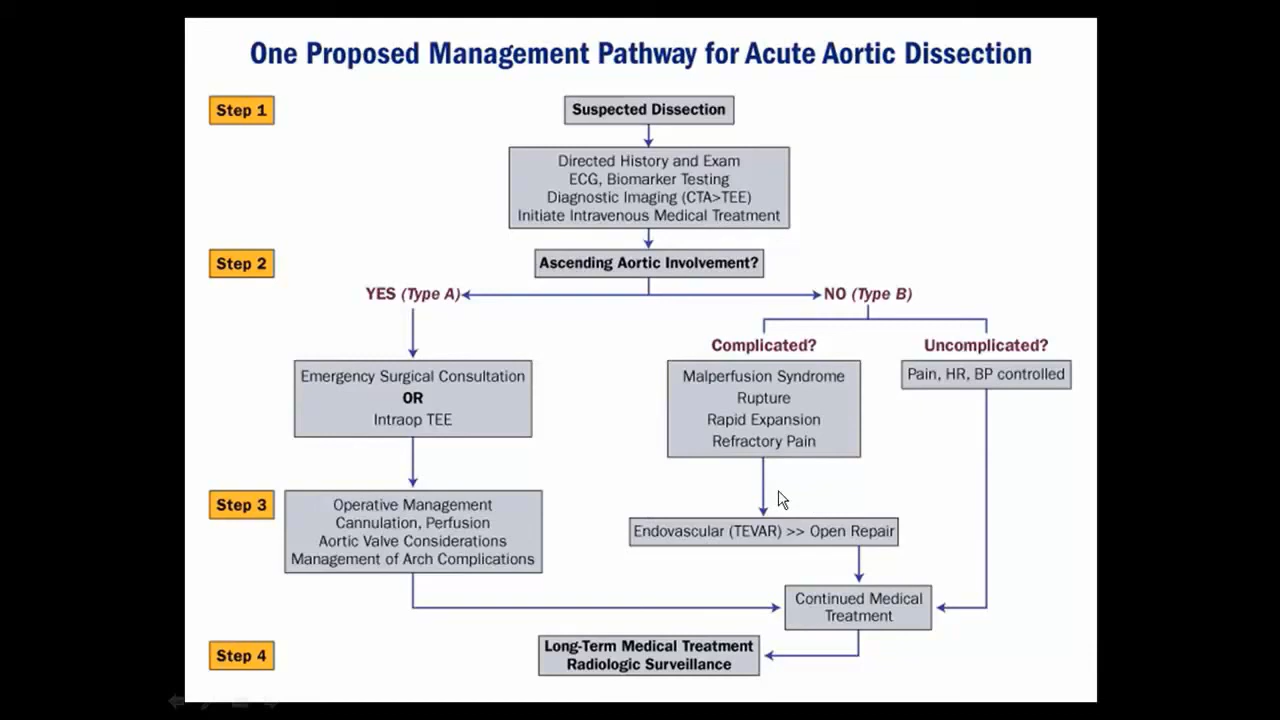 One Proposed Management Pathway for Acute Aortic Dissection
Step 1
Suspected Dissection
Directed History and Exam
ECG, Biomarker Testing
Diagnostic Imaging (CTA>TEE)
Initiate Intravenous Medical Treatment
Step 2
Ascending Aortic Involvement?
YES (Type A)
NO (Type B)
Complicated?
Uncomplicated?
Emergency Surgical Consultation
OR
Intraop TEE
Malperfusion Syndrome
Rupture
Rapid Expansion
Refractory Pain
Pain, HR, BP controlled
Step 3
Operative Management
Cannulation, Perfusion
Aortic Valve Considerations
Management of Arch Complications
Endovascular (TEVAR) >> Open Repair
Continued Medical
Treatment
Step 4
Long-Term Medical Treatment
Radiologic Surveillance